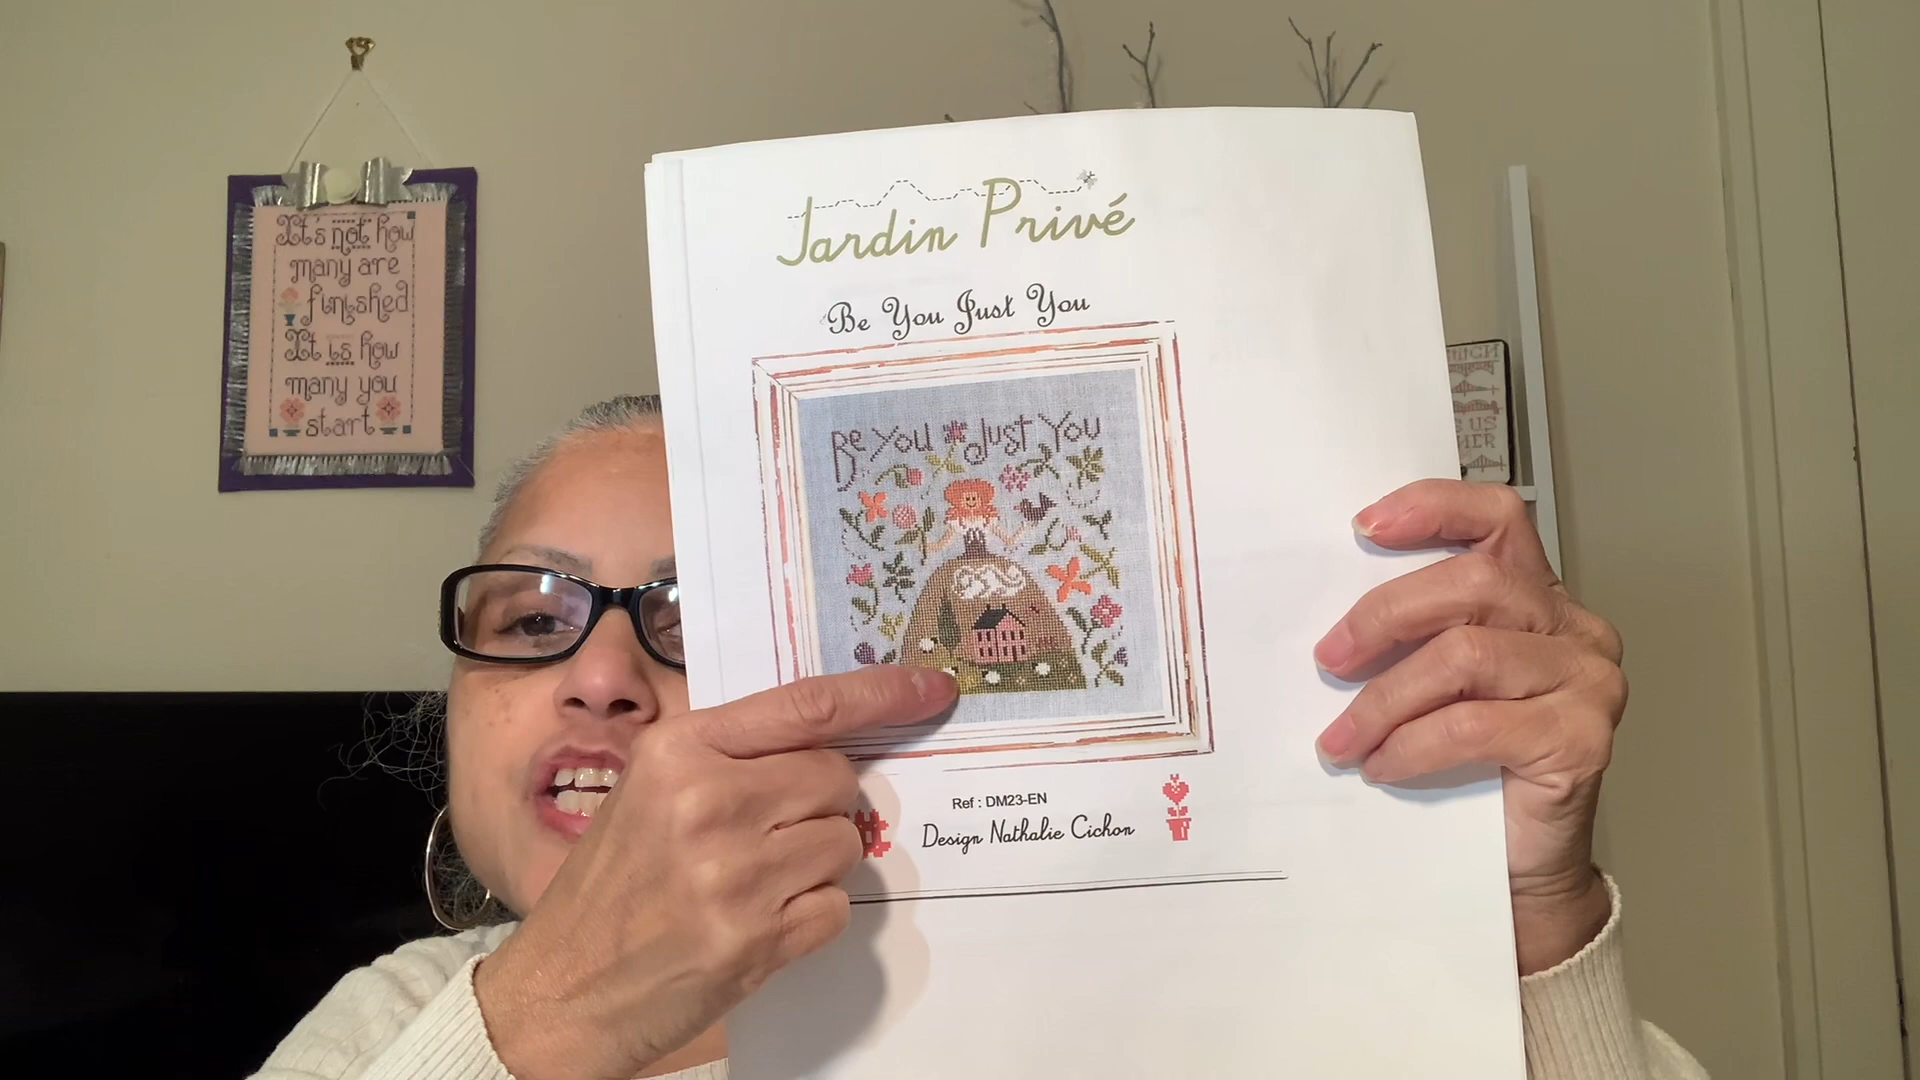 It's not how
many are
finished
It is how
many you
start
Jardin Privé
Be You Just You
Be You Just You
Ref : DM23-EN
Design Nathalie Cichon
US